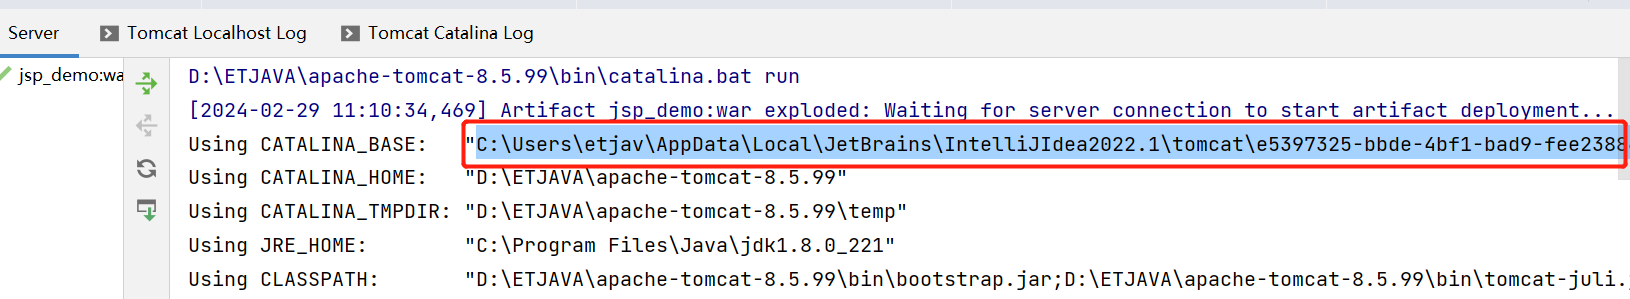 Server Tomcat Localhost Log Tomcat Catalina Log
jsp_demo:wa
D:\ETJAVA\apache-tomcat-8.5.99\bin\catalina.bat run
[2024-02-29 11:10:34,469] Artifact jsp_demo:war exploded: Waiting for server connection to start artifact deployment...
Using CATALINA_BASE: "C:\Users\etjav\AppData\Local\JetBrains\IntelliJIdea2022.1\tomcat\e5397325-bbde-4bf1-bad9-fee2388
Using CATALINA_HOME: "D:\ETJAVA\apache-tomcat-8.5.99"
Using CATALINA_TMPDIR: "D:\ETJAVA\apache-tomcat-8.5.99\temp"
Using JRE_HOME: "C:\Program Files\Java\jdk1.8.0_221"
Using CLASSPATH: "D:\ETJAVA\apache-tomcat-8.5.99\bin\bootstrap.jar;D:\ETJAVA\apache-tomcat-8.5.99\bin\tomcat-juli.